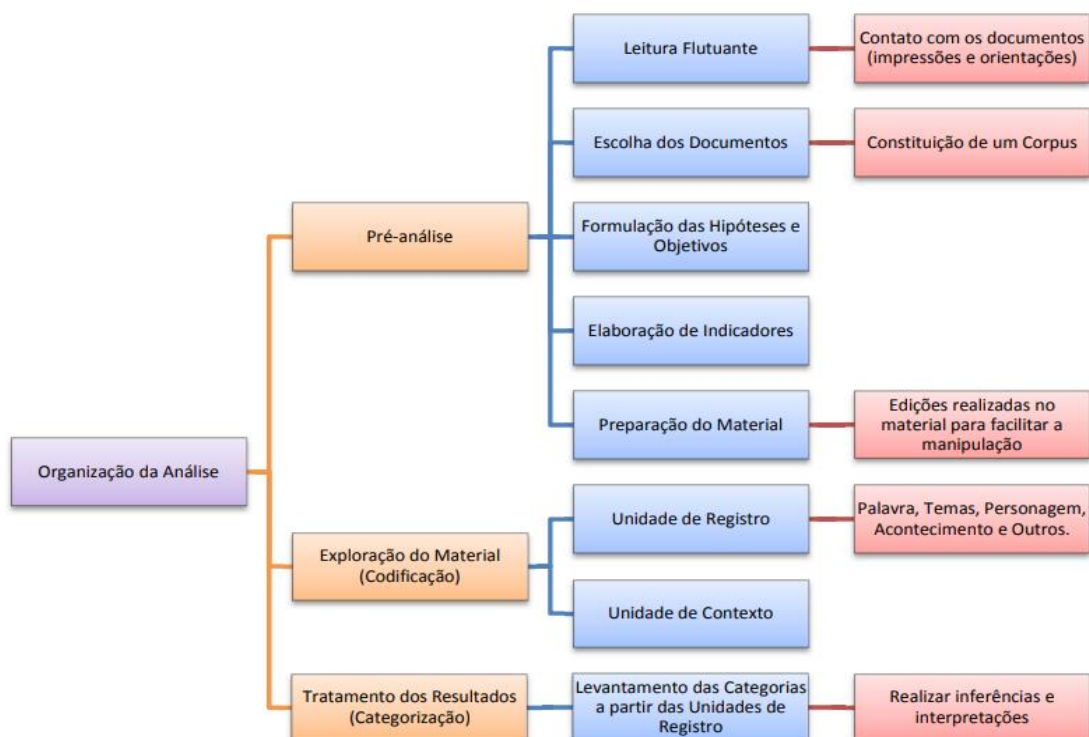 Leitura Flutuante
Contato com os documentos
(impressões e orientações)
Escolha dos Documentos
Constituição de um Corpus
Pré-análise
Formulação das Hipóteses e
Objetivos
Elaboração de Indicadores
Preparação do Material
Edições realizadas no
material para facilitar a
manipulação
Organização da Análise
Exploração do Material
(Codificação)
Unidade de Registro
Palavra, Temas, Personagem,
Acontecimento e Outros.
Unidade de Contexto
Tratamento dos Resultados
(Categorização)
Levantamento das Categorias
a partir das Unidades de
Registro
Realizar inferências e
interpretações